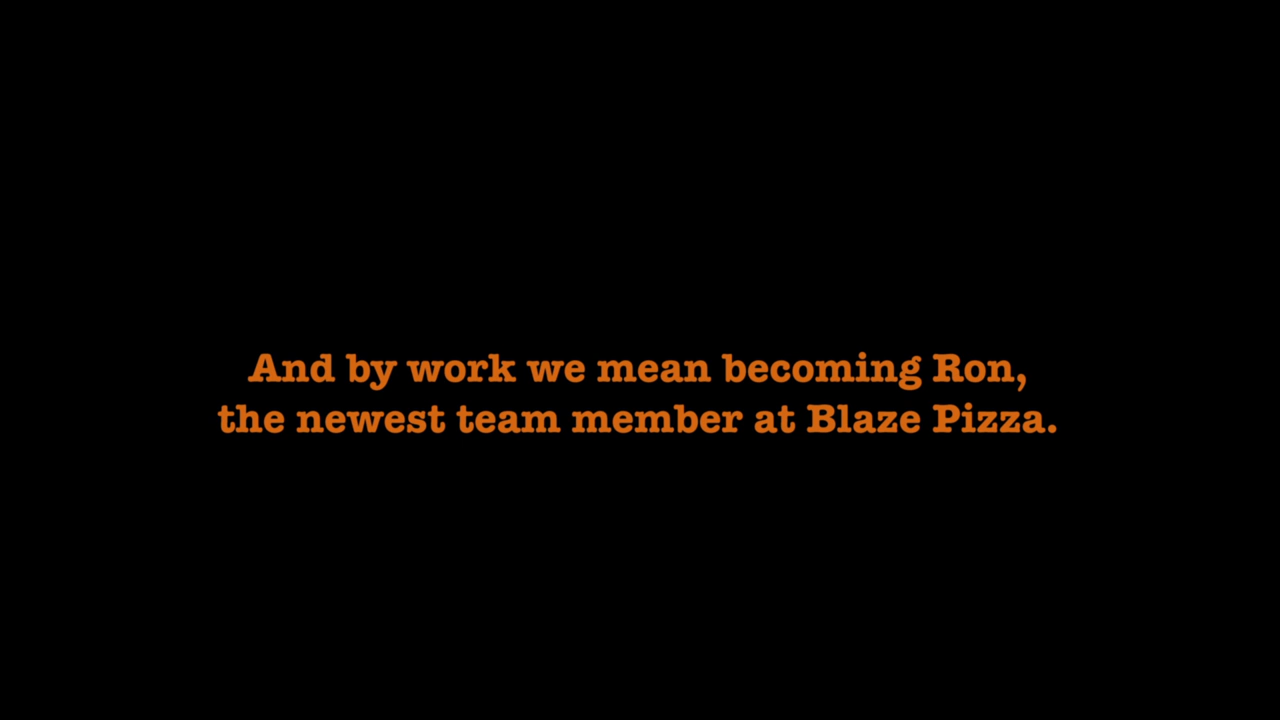 And by work we mean becoming Ron,
the newest team member at Blaze Pizza.